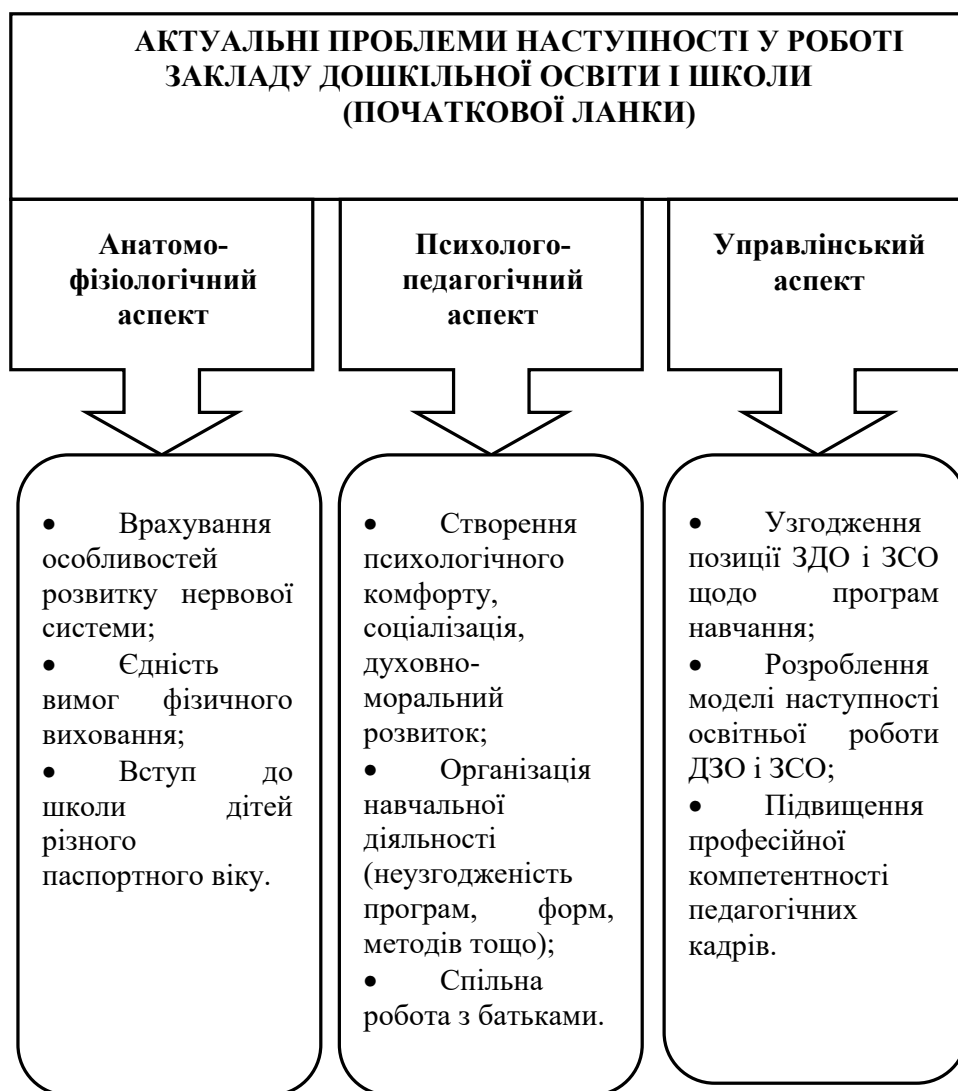 АКТУАЛЬНІ ПРОБЛЕМИ НАСТУПНОСТІ У РОБОТІ
ЗАКЛАДУ ДОШКІЛЬНОЇ ОСВІТИ І ШКОЛИ
(ПОЧАТКОВОЇ ЛАНКИ)
Анатомо-
фізіологічний
аспект
Психолого-
педагогічний
аспект
Управлінський
аспект
• Врахування
особливостей
розвитку нервової
системи;
• Єдність
вимог фізичного
виховання;
• Вступ до
школи дітей
різного
паспортного віку.
• Створення
психологічного
комфорту,
соціалізація,
духовно-
моральний
розвиток;
• Організація
навчальної
діяльності
(неузгодженість
програм, форм,
методів тощо);
• Спільна
робота з батьками.
• Узгодження
позиції ЗДО і ЗСО
щодо програм
навчання;
• Розроблення
моделі наступності
освітньої роботи
ДЗО і ЗСО;
• Підвищення
професійної
компетентності
педагогічних
кадрів.